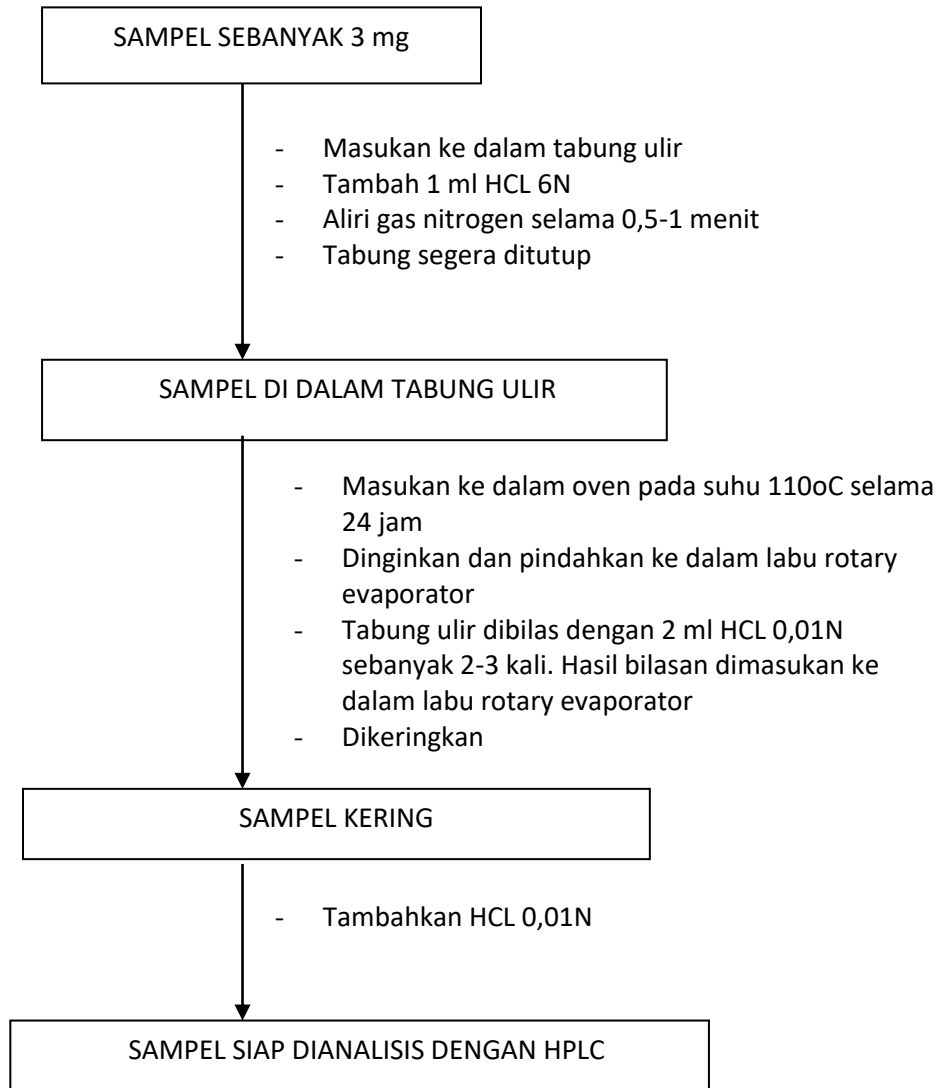 SAMPEL SEBANYAK 3 mg
- Masukan ke dalam tabung ulir
- Tambah 1 ml HCL 6N
- Aliri gas nitrogen selama 0,5-1 menit
- Tabung segera ditutup
SAMPEL DI DALAM TABUNG ULIR
- Masukan ke dalam oven pada suhu 110oC selama
24 jam
- Dinginkan dan pindahkan ke dalam labu rotary
evaporator
- Tabung ulir dibilas dengan 2 ml HCL 0,01N
sebanyak 2-3 kali. Hasil bilasan dimasukan ke
dalam labu rotary evaporator
- Dikeringkan
SAMPEL KERING
- Tambahkan HCL 0,01N
SAMPEL SIAP DIANALISIS DENGAN HPLC